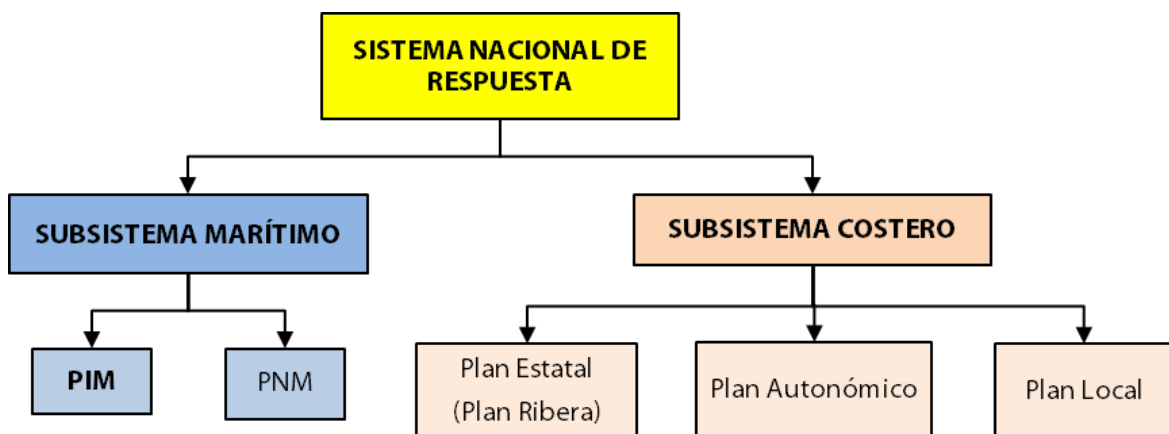 SISTEMA NACIONAL DE
RESPUESTA
SUBSISTEMA MARÍTIMO
SUBSISTEMA COSTERO
PIM
PNM
Plan Estatal
(Plan Ribera)
Plan Autonómico
Plan Local